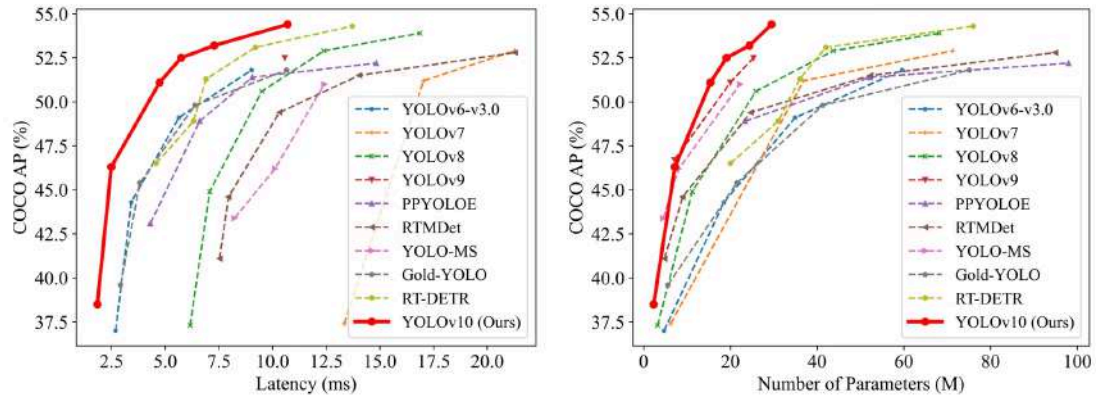 55.0
52.5
50.0
47.5
45.0
42.5
40.0
37.5
COCO AP (%)
2.5 5.0 7.5 10.0 12.5 15.0 17.5 20.0
Latency (ms)
YOLOv6-v3.0
YOLOv7
YOLOv8
YOLOv9
PPYOLOE
RTMDet
YOLO-MS
Gold-YOLO
RT-DETR
YOLOv10 (Ours)
55.0
52.5
50.0
47.5
45.0
42.5
40.0
37.5
COCO AP (%)
0 20 40 60 80 100
Number of Parameters (M)
YOLOv6-v3.0
YOLOv7
YOLOv8
YOLOv9
PPYOLOE
RTMDet
YOLO-MS
Gold-YOLO
RT-DETR
YOLOv10 (Ours)